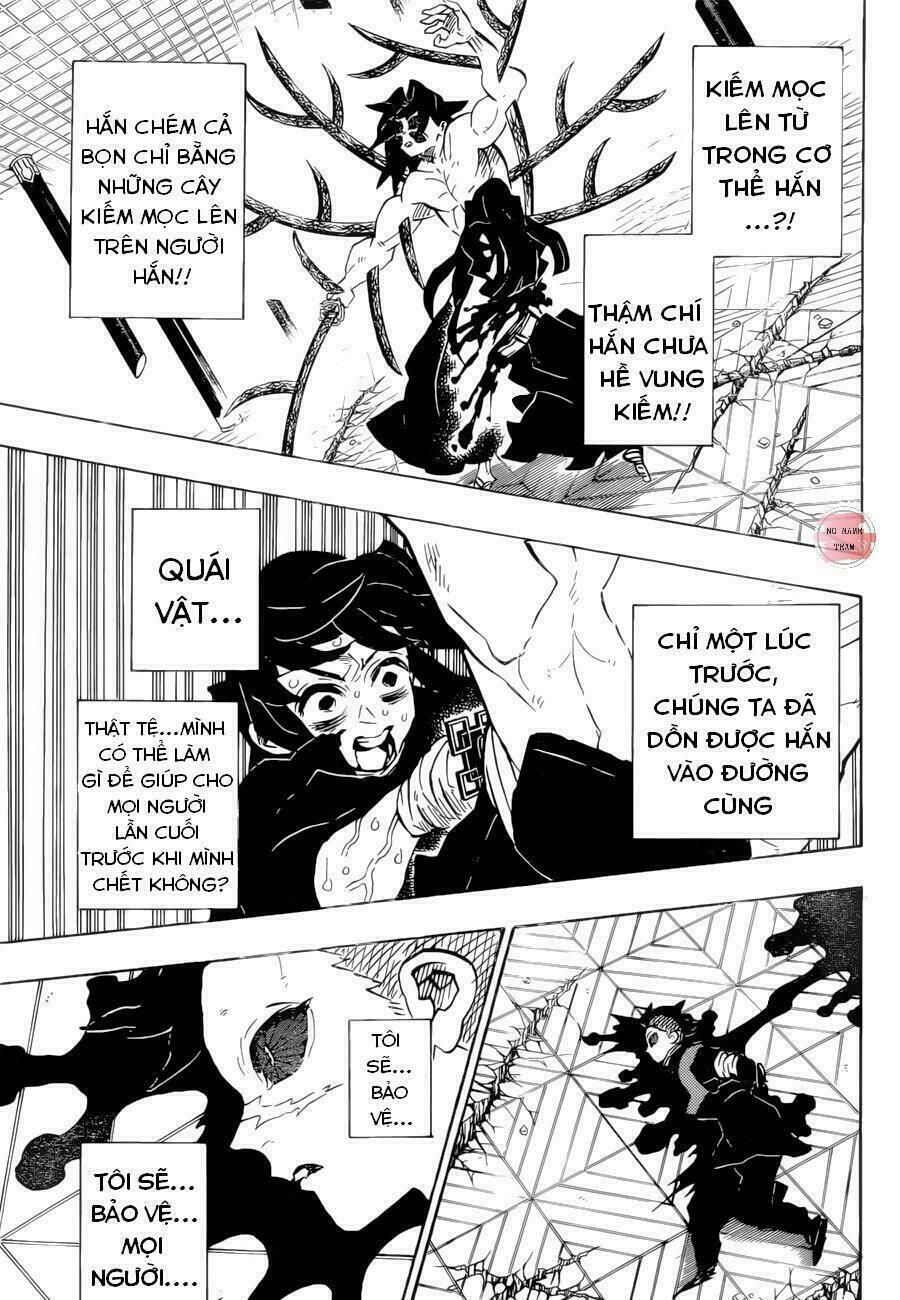 KIẾM MỌC
LÊN TỪ
TRONG CƠ
THỂ HẮN
...?!
THẬM CHÍ
HẮN CHƯA
HỀ VUNG
KIẾM!!
HẮN CHÉM CẢ
BỌN CHỈ BẰNG
NHỮNG CÂY
KIẾM MỌC LÊN
TRÊN NGƯỜI
HẮN!!
NO NAME
TEAM
CHỈ MỘT LÚC
TRƯỚC,
CHÚNG TA ĐÃ
DỒN ĐƯỢC HẮN
VÀO ĐƯỜNG
CÙNG
QUÁI
VẬT...
THẬT TỆ...MÌNH
CÓ THỂ LÀM
GÌ ĐỂ GIÚP CHO
MỌI NGƯỜI
LẦN CUỐI
TRƯỚC KHI MÌNH
CHẾT KHÔNG?
TÔI
SẼ...
BẢO
VỆ...
TÔI SẼ...
BẢO VỆ...
MỌI
NGƯỜI....